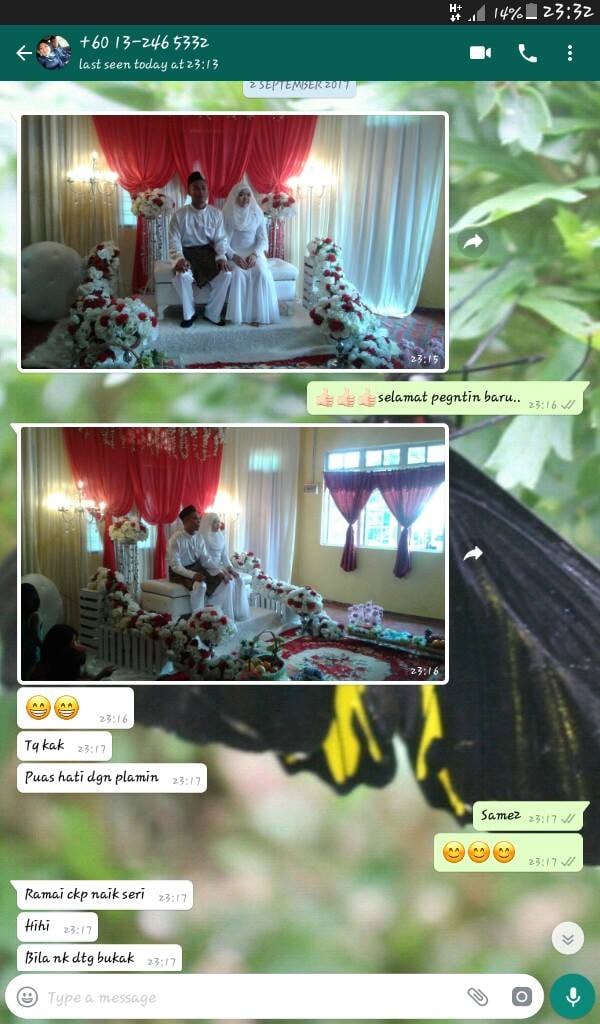 14% 23:32
+60 13-246 5332
last seen today at 23:13
2 SEPTEMBER 2017
23:15
👍👍👍selamat pegntin baru.. 23:16
23:16
😁😁 23:16
Tq kak 23:17
Puas hati dgn plamin 23:17
Same2 23:17
😊😊😊 23:17
Ramai ckp naik seri 23:17
Hihi 23:17
Bila nk dtg bukak 23:17
Type a message